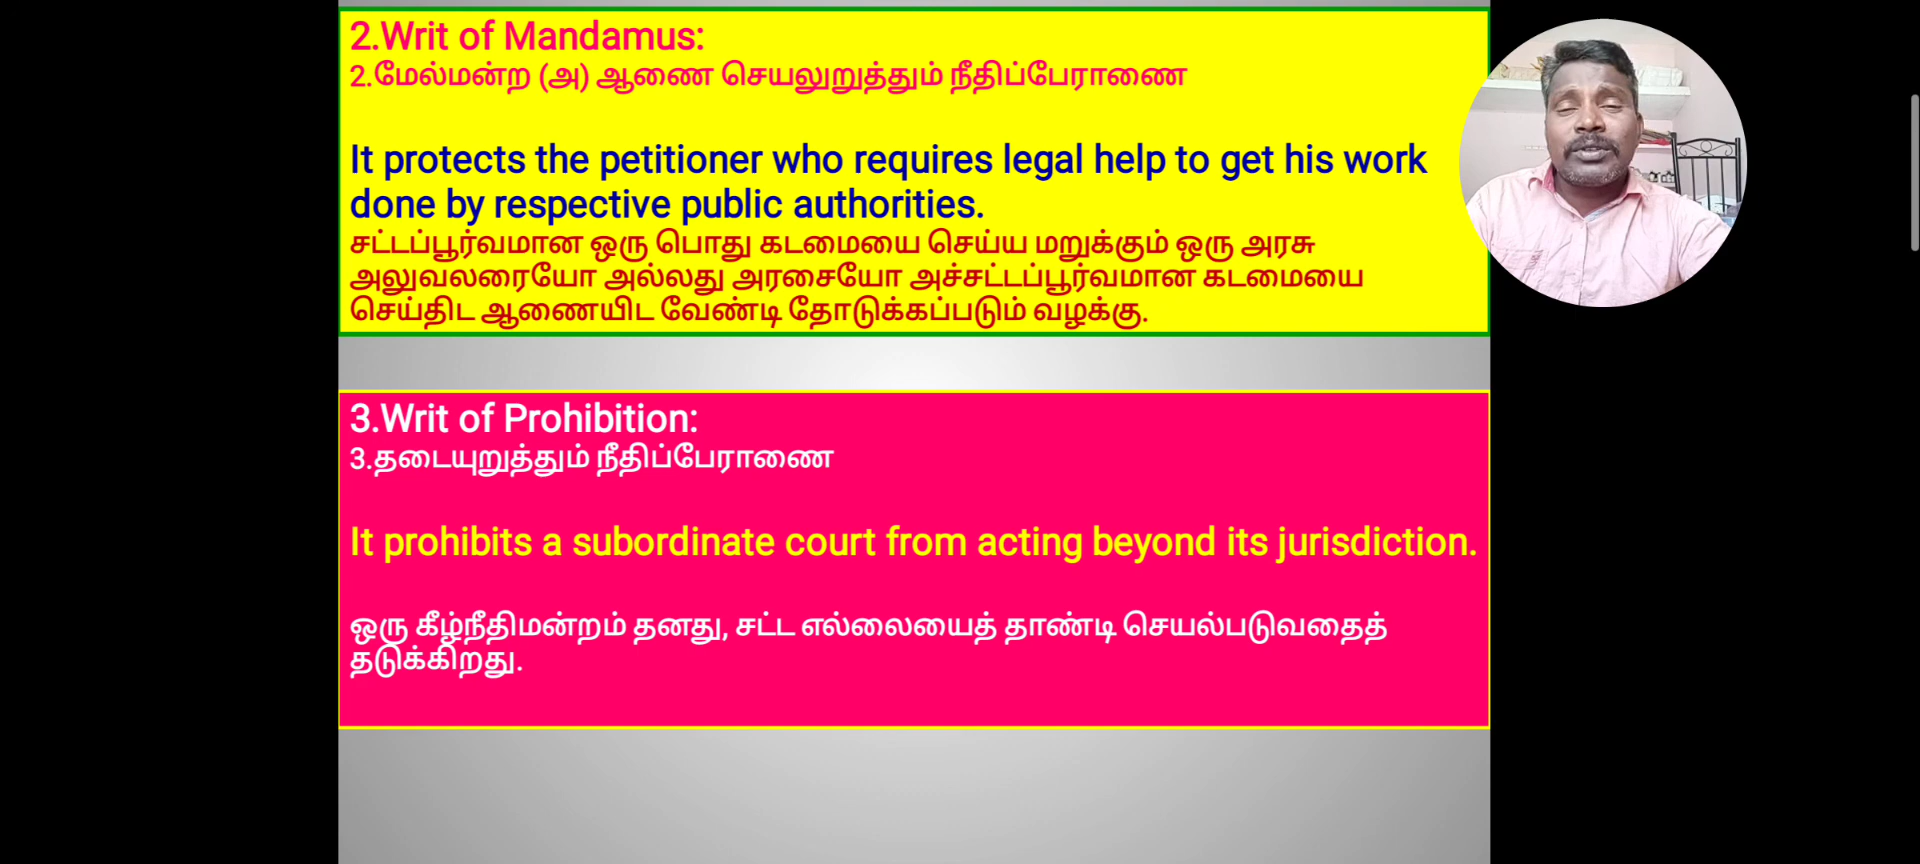 2.Writ of Mandamus:
2.மேல்மன்ற (அ) ஆணை செயலுறுத்தும் நீதிப்பேராணை
It protects the petitioner who requires legal help to get his work
done by respective public authorities.
சட்டப்பூர்வமான ஒரு பொது கடமையை செய்ய மறுக்கும் ஒரு அரசு
அலுவலரையோ அல்லது அரசையோ அச்சட்டப்பூர்வமான கடமையை
செய்திட ஆணையிட வேண்டி தோடுக்கப்படும் வழக்கு.
3.Writ of Prohibition:
3.தடையுறுத்தும் நீதிப்பேராணை
It prohibits a subordinate court from acting beyond its jurisdiction.
ஒரு கீழ்நீதிமன்றம் தனது, சட்ட எல்லையைத் தாண்டி செயல்படுவதைத்
தடுக்கிறது.